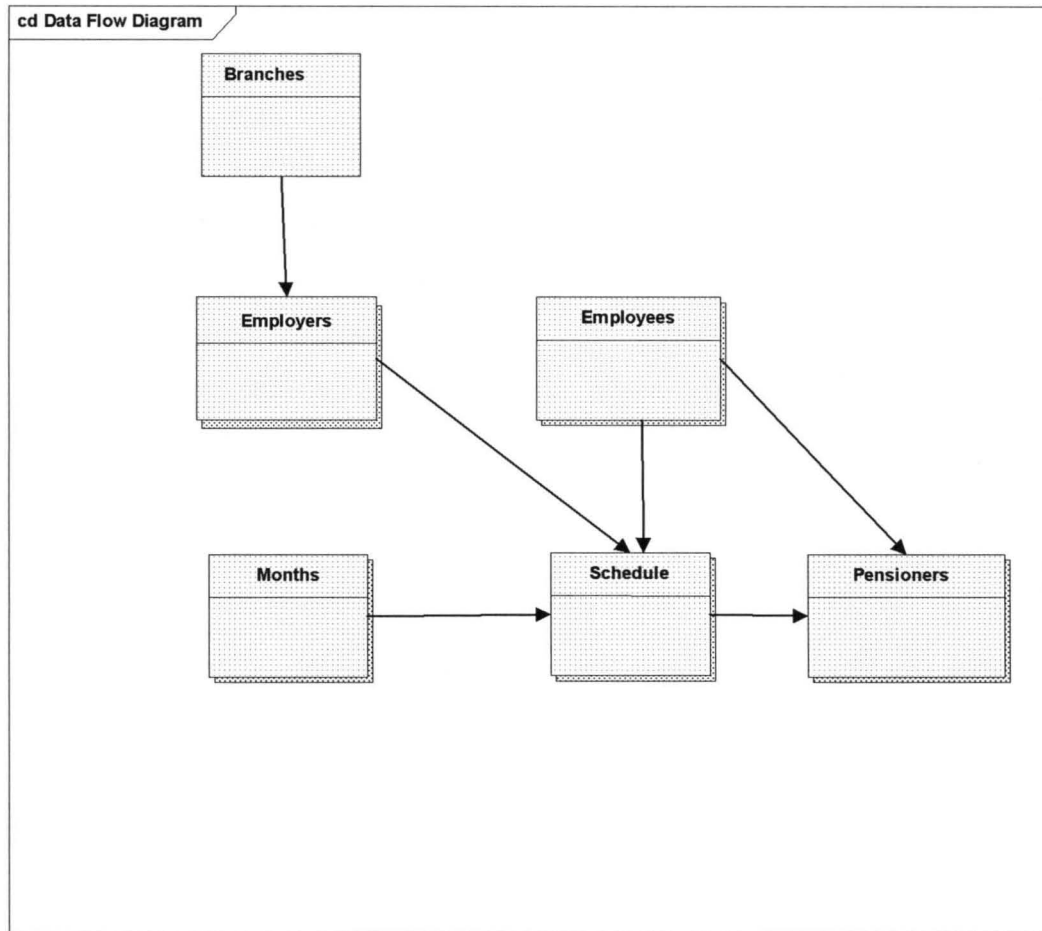 cd Data Flow Diagram
Branches
Employers
Employees
Months
Schedule
Pensioners